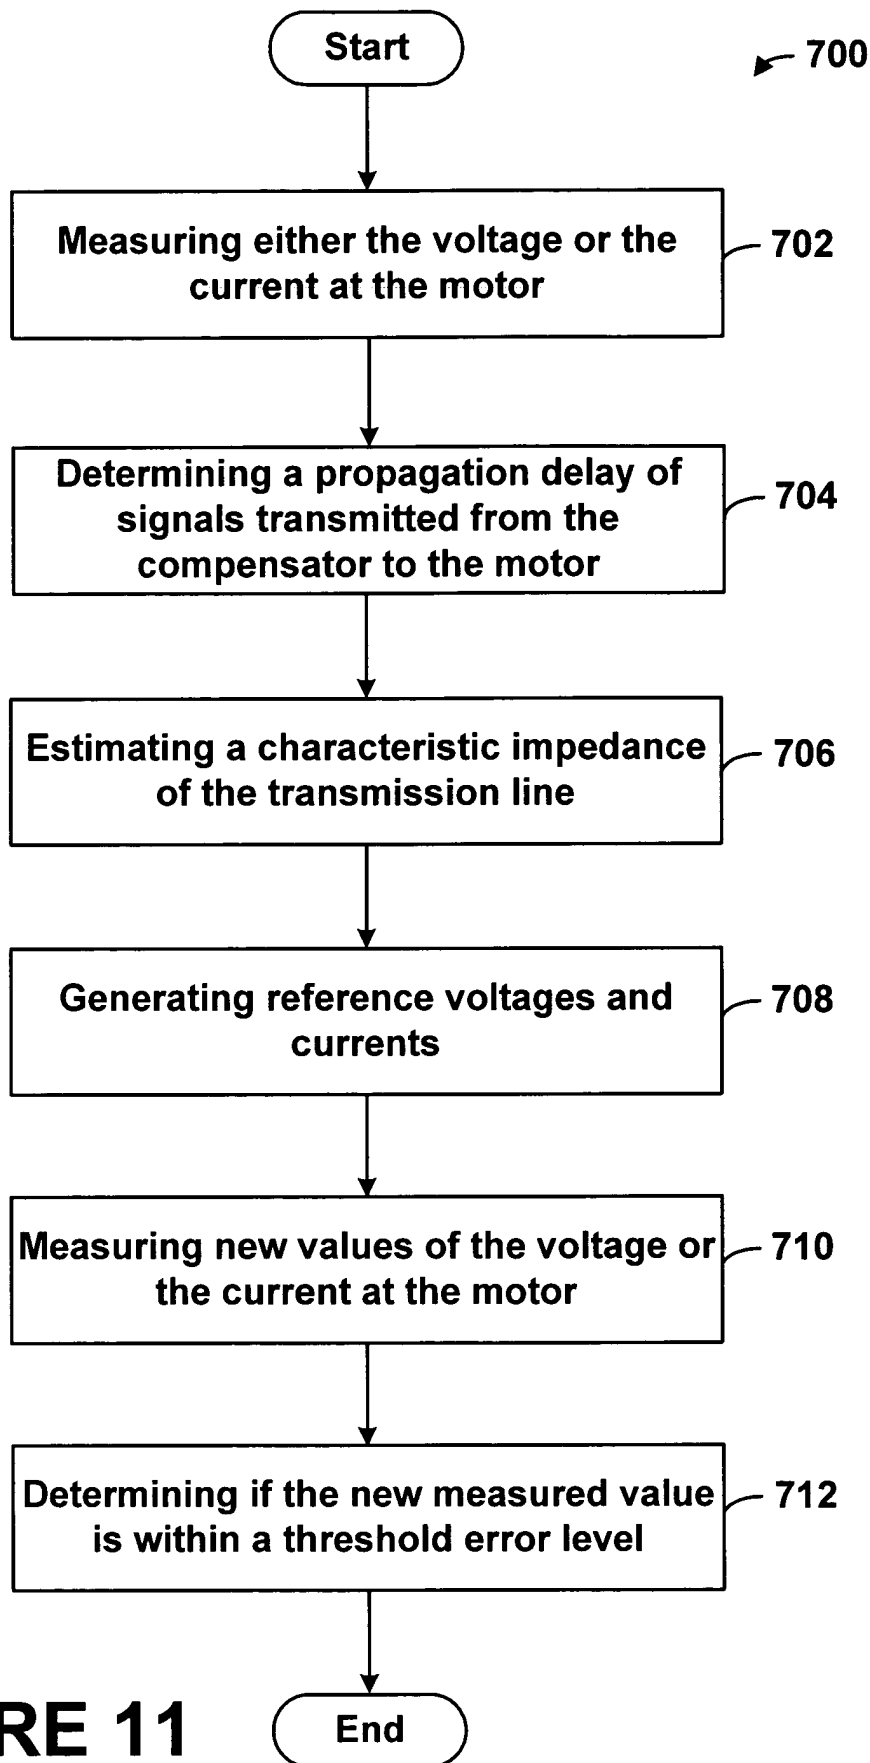 Start
700
Measuring either the voltage or the
current at the motor
702
Determining a propagation delay of
signals transmitted from the
compensator to the motor
704
Estimating a characteristic impedance
of the transmission line
706
Generating reference voltages and
currents
708
Measuring new values of the voltage or
the current at the motor
710
Determining if the new measured value
is within a threshold error level
712
RE 11
End